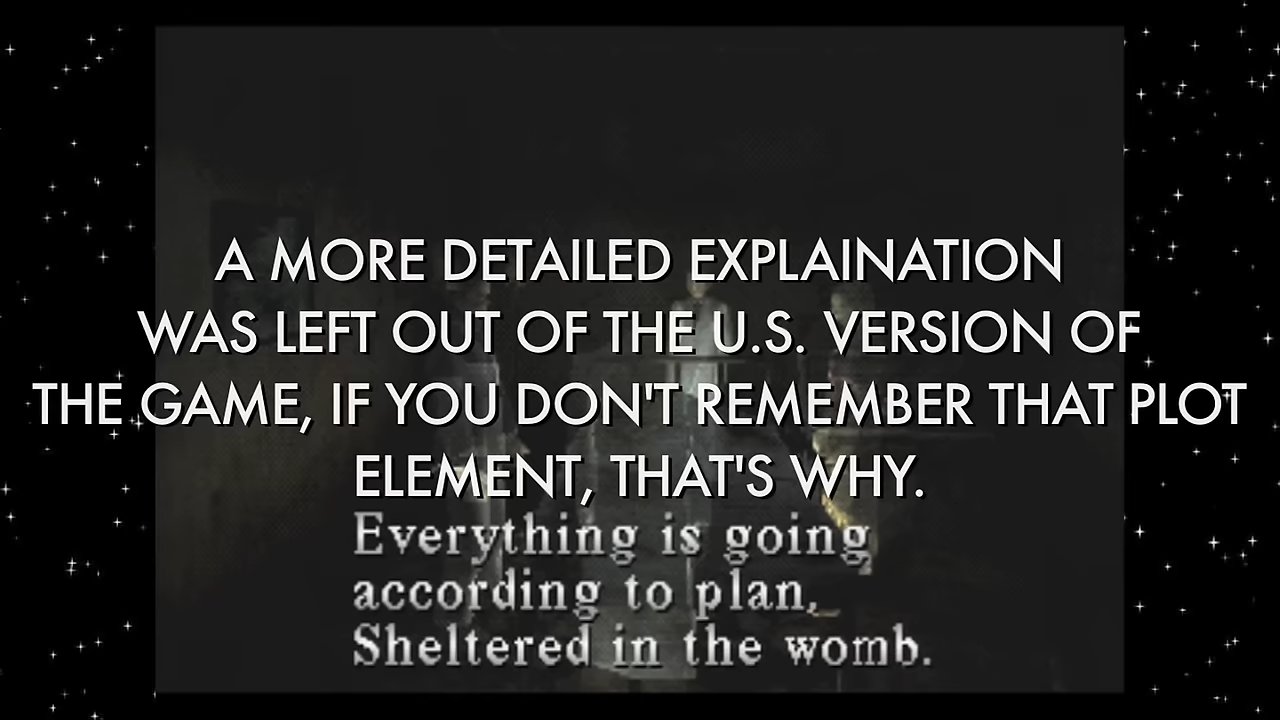 A MORE DETAILED EXPLAINATION
WAS LEFT OUT OF THE U.S. VERSION OF
THE GAME, IF YOU DON'T REMEMBER THAT PLOT
ELEMENT, THAT'S WHY.
Everything is going
according to plan,
Sheltered in the womb.